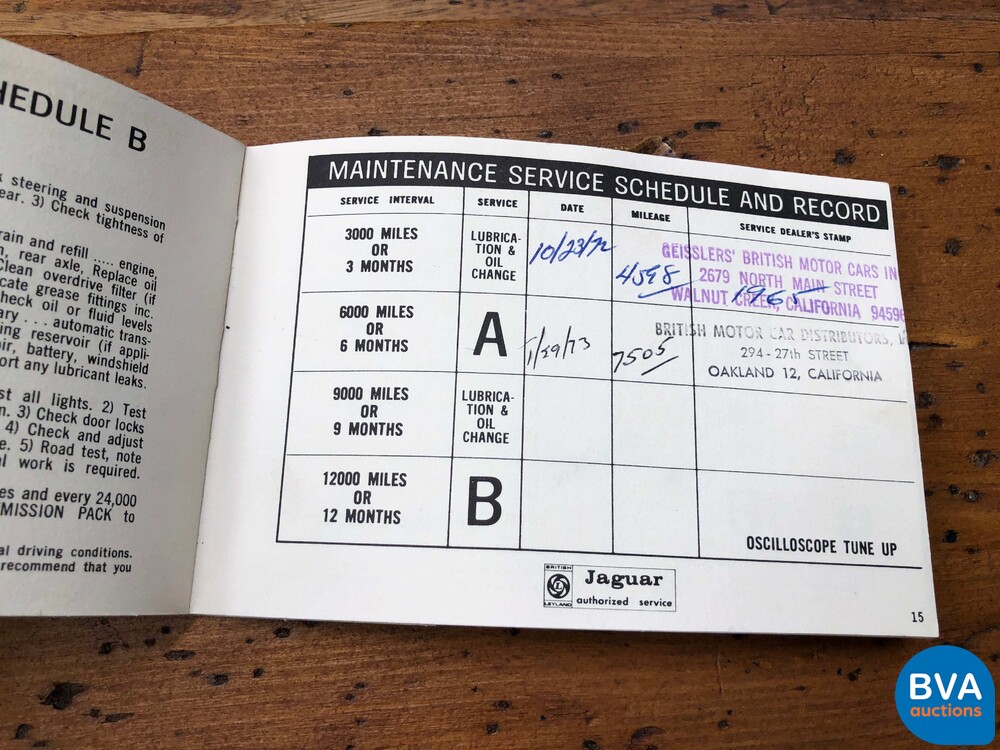 HEDULE B
steering and suspension
ear. 3) Check tightness of
rain and refill ..... engine,
, rear axle, Replace oil
Clean overdrive filter (if
cate grease fittings inc.
heck oil or fluid levels
ary . . . automatic trans-
ing reservoir (if appli-
ir, battery, windshield
ort any lubricant leaks.
st all lights. 2) Test
n. 3) Check door locks
4) Check and adjust
e. 5) Road test, note
al work is required.
es and every 24,000
MISSION PACK to
al driving conditions.
recommend that you
MAINTENANCE SERVICE SCHEDULE AND RECORD
SERVICE INTERVAL SERVICE DATE MILEAGE SERVICE DEALER'S STAMP
3000 MILES
OR
3 MONTHS
LUBRICA-
TION &
OIL
CHANGE
10/23/72
4598
GEISSLERS' BRITISH MOTOR CARS IN
2679 NORTH MAIN STREET
WALNUT CREEK, CALIFORNIA 94596
1965
6000 MILES
OR
6 MONTHS
A
1/29/73
7505
BRITISH MOTOR CAR DISTRIBUTORS, L
294-27th STREET
OAKLAND 12, CALIFORNIA
9000 MILES
OR
9 MONTHS
LUBRICA-
TION &
OIL
CHANGE
12000 MILES
OR
12 MONTHS
B
OSCILLOSCOPE TUNE UP
BRITISH
L
LEYLAND
Jaguar
authorized service
15
BVA
auctions